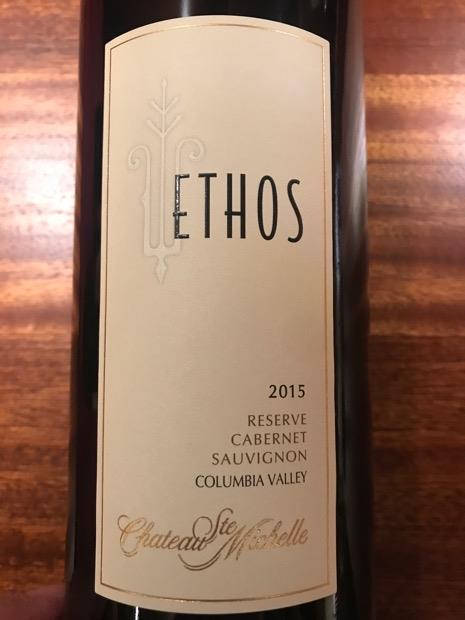 ETHOS
2015
RESERVE
CABERNET
SAUVIGNON
COLUMBIA VALLEY
Chateau Ste Michelle